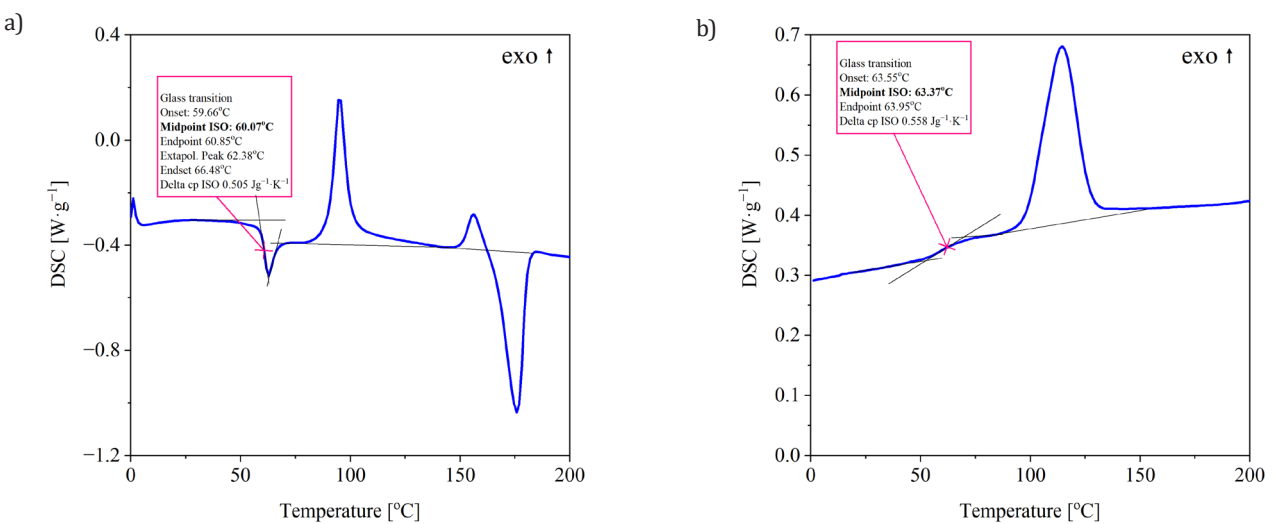 a)
0.4
0.0
−0.4
−0.8
−1.2
DSC [W·g⁻¹]
exo ↑
Glass transition
Onset: 59.66°C
Midpoint ISO: 60.07°C
Endpoint 60.85°C
Extapol. Peak 62.38°C
Endset 66.48°C
Delta cp ISO 0.505 Jg⁻¹·K⁻¹
0
50
100
150
200
Temperature [°C]
b)
0.7
0.6
0.5
0.4
0.3
0.2
0.1
0.0
DSC [W·g⁻¹]
exo ↑
Glass transition
Onset: 63.55°C
Midpoint ISO: 63.37°C
Endpoint 63.95°C
Delta cp ISO 0.558 Jg⁻¹·K⁻¹
0
50
100
150
200
Temperature [°C]